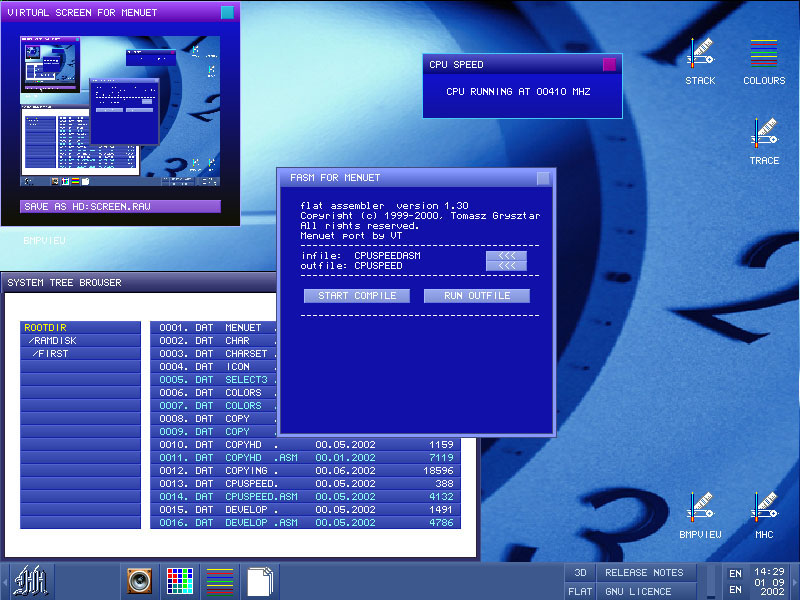 VIRTUAL SCREEN FOR MENUET
SAVE AS HD:SCREEN.RAW
BMPVIEW
CPU SPEED
CPU RUNNING AT 00410 MHZ
STACK
COLOURS
TRACE
FASM FOR MENUET
flat assembler version 1.30
Copyright (c) 1999-2000, Tomasz Grysztar
All rights reserved.
Menuet port by VT
infile: CPUSPEEDASM <<<
outfile: CPUSPEED <<<
START COMPILE RUN OUTFILE
SYSTEM TREE BROWSER
ROOTDIR
/RAMDISK
/FIRST
0001. DAT MENUET .
0002. DAT CHAR
0003. DAT CHARSET .
0004. DAT ICON .
0005. DAT SELECT3 .
0006. DAT COLORS .
0007. DAT COLORS .
0008. DAT COPY .
0009. DAT COPY .
0010. DAT COPYHD . 00.05.2002 1159
0011. DAT COPYHD .ASM 00.01.2002 7119
0012. DAT COPYING . 00.06.2002 18596
0013. DAT CPUSPEED. 00.05.2002 388
0014. DAT CPUSPEED.ASM 00.05.2002 4132
0015. DAT DEVELOP . 00.05.2002 1491
0016. DAT DEVELOP .ASM 00.05.2002 4786
BMPVIEW
MHC
3D RELEASE NOTES
FLAT GNU LICENCE
EN 14:29
EN 01 09
2002